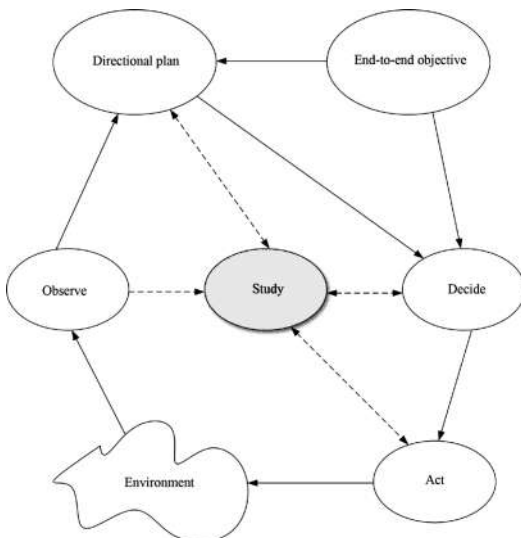 Directional plan
End-to-end objective
Observe
Study
Decide
Environment
Act